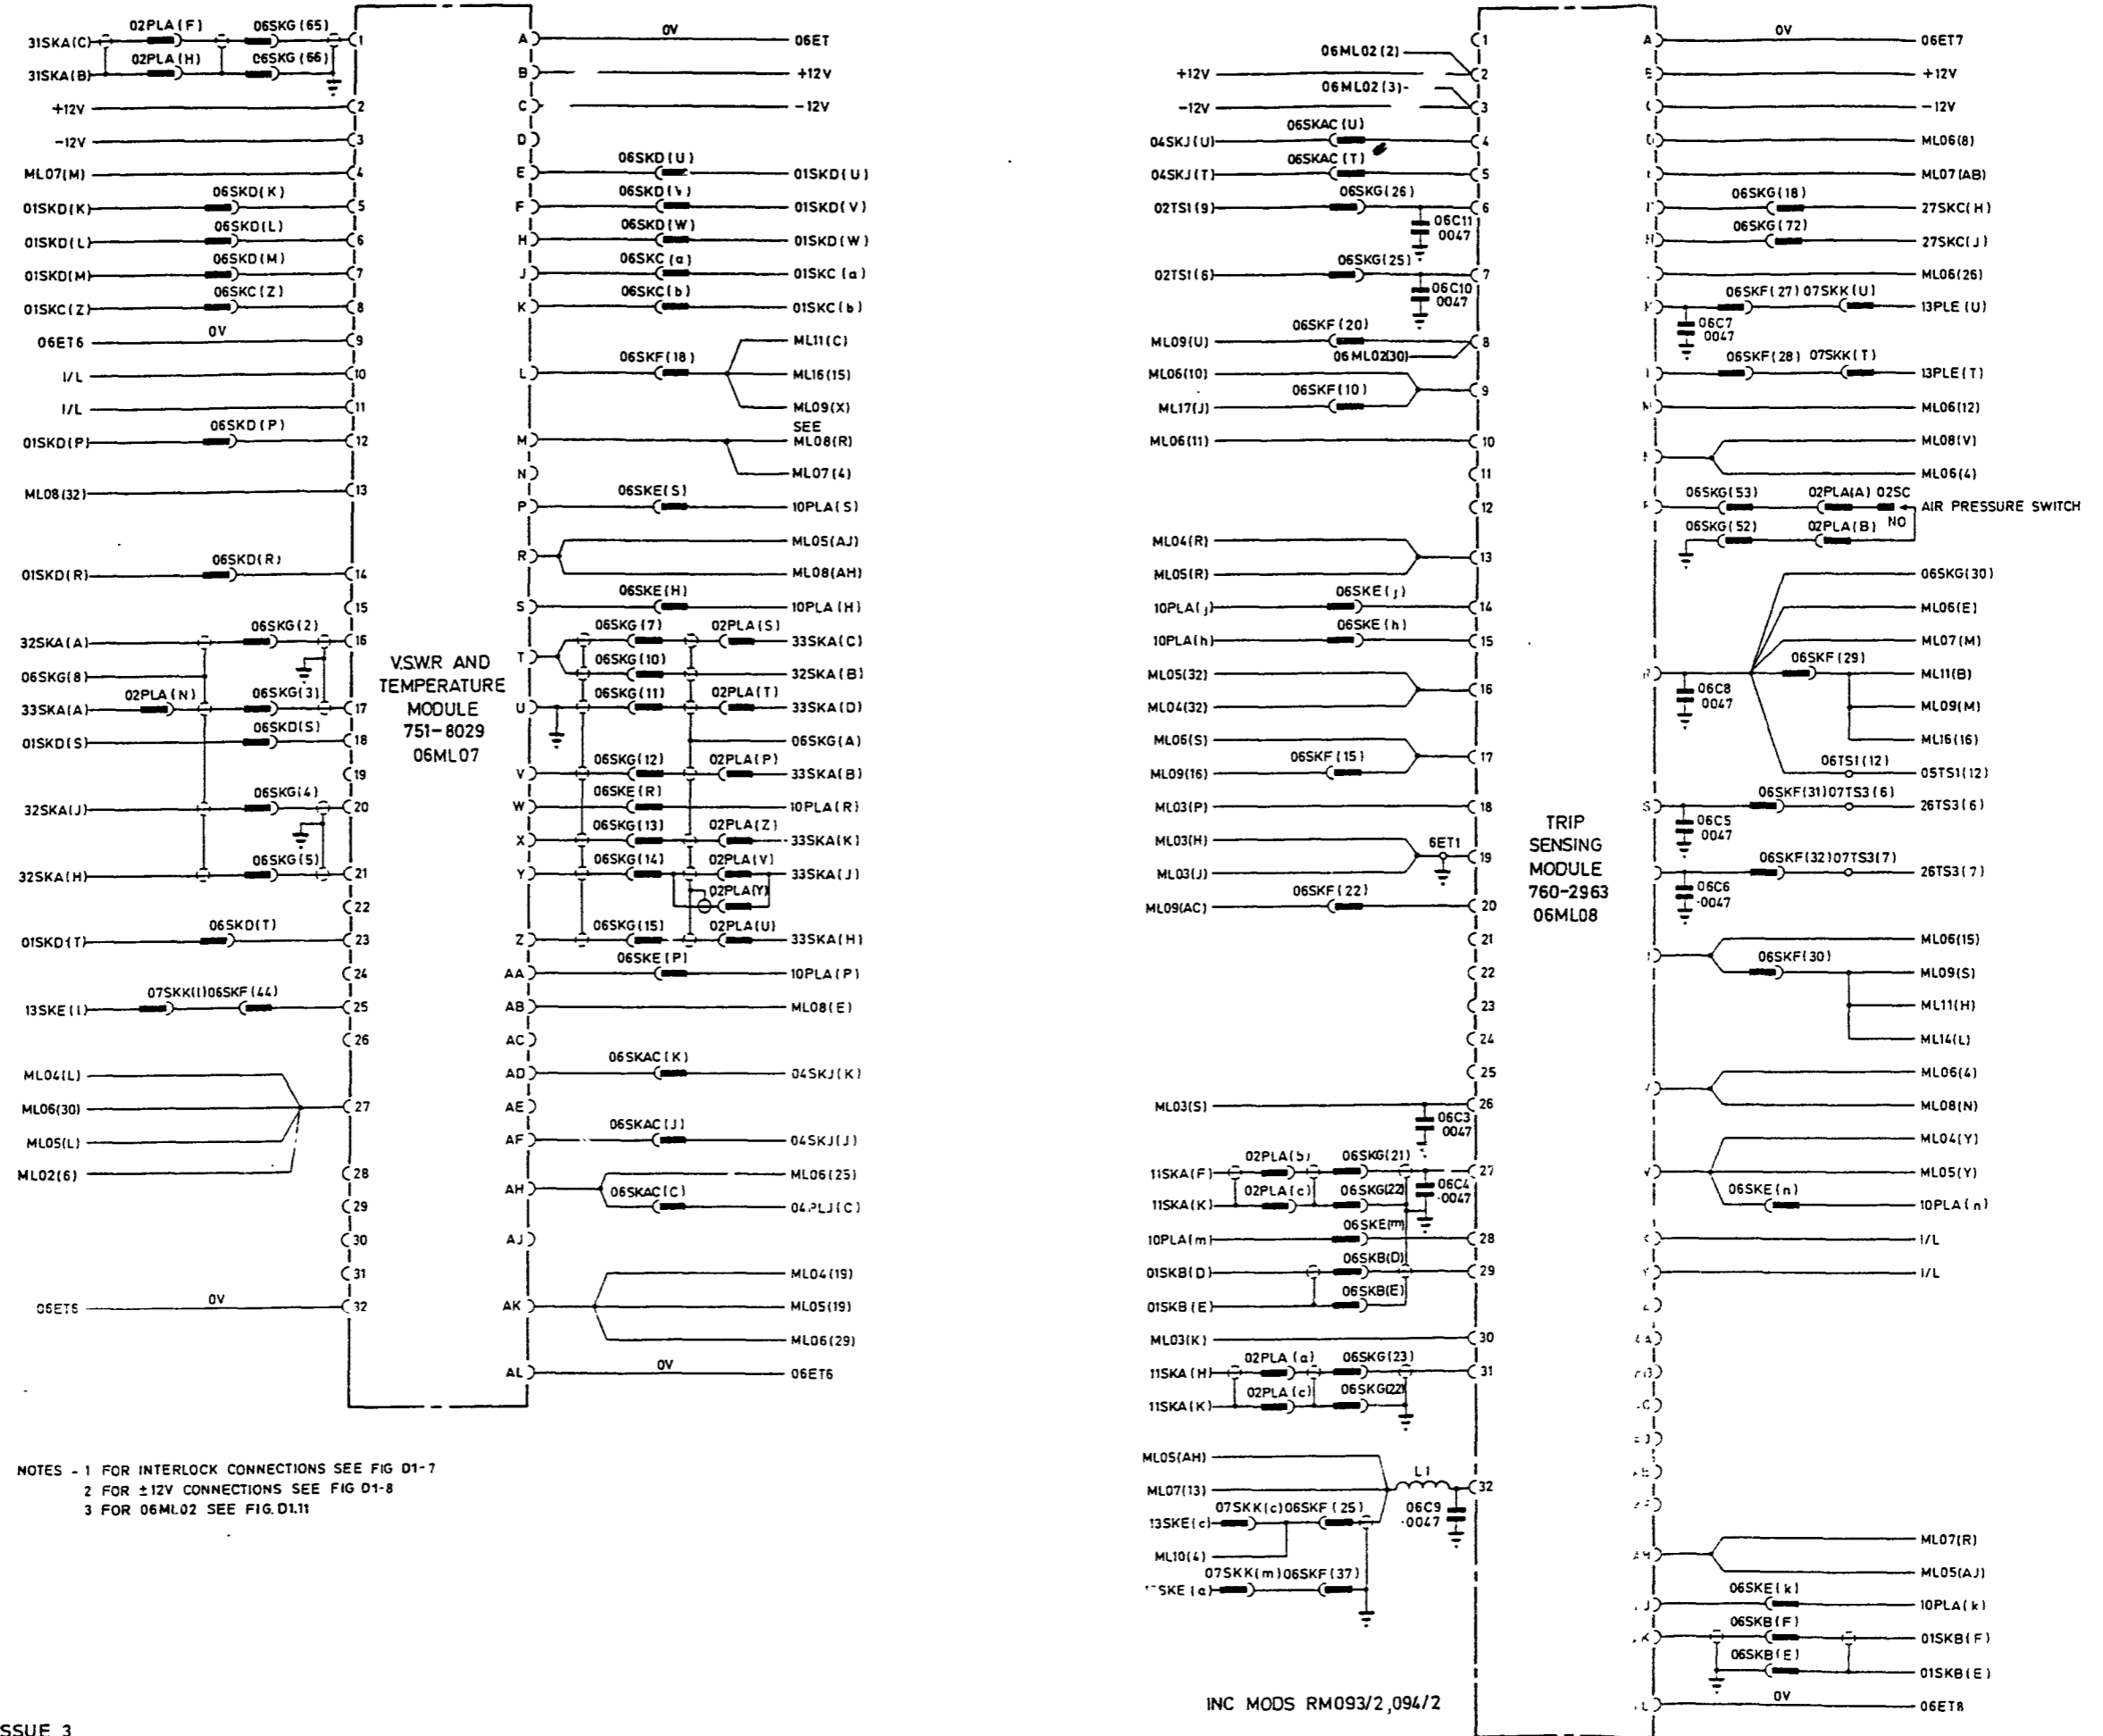 31SKA(C) 02PLA(F) 06SKG(65) 1
31SKA(B) 02PLA(H) 06SKG(66)
+12V 2
-12V 3
ML07(M) 4
01SKD(K) 06SKD(K) 5
01SKD(L) 06SKD(L) 6
01SKD(M) 06SKD(M) 7
01SKC(Z) 06SKC(Z) 8
06ET6 0V 9
I/L 10
I/L 11
01SKD(P) 06SKD(P) 12
ML08(32) 13
01SKD(R) 06SKD(R) 14
15
32SKA(A) 06SKG(2) 16
06SKG(8)
33SKA(A) 02PLA(N) 06SKG(3) 17
01SKD(S) 06SKD(S) 18
19
32SKA(J) 06SKG(4) 20
32SKA(H) 06SKG(5) 21
22
01SKD(T) 06SKD(T) 23
24
13SKE(l) 07SKK(l) 06SKF(44) 25
26
ML04(L)
ML06(30) 27
ML05(L)
ML02(6)
28
29
30
31
06ET6 0V 32
V.S.W.R AND
TEMPERATURE
MODULE
751-8029
06ML07
A 0V 06ET
B +12V
C -12V
D
E 06SKD(U) 01SKD(U)
F 06SKD(V) 01SKD(V)
H 06SKD(W) 01SKD(W)
J 06SKC(a) 01SKC(a)
K 06SKC(b) 01SKC(b)
ML11(C)
L 06SKF(18) ML16(15)
ML09(X)
SEE
M ML08(R)
N ML07(4)
P 06SKE(S) 10PLA(S)
ML05(AJ)
R
ML08(AH)
S 06SKE(H) 10PLA(H)
06SKG(7) 02PLA(S) 33SKA(C)
T
06SKG(10) 32SKA(B)
U 06SKG(11) 02PLA(T) 33SKA(D)
06SKG(A)
V 06SKG(12) 02PLA(P) 33SKA(B)
W 06SKE(R) 10PLA(R)
X 06SKG(13) 02PLA(Z) 33SKA(K)
Y 06SKG(14) 02PLA(V) 33SKA(J)
02PLA(Y)
Z 06SKG(15) 02PLA(U) 33SKA(H)
AA 06SKE(P) 10PLA(P)
AB ML08(E)
AC
AD 06SKAC(K) 04SKJ(K)
AE
AF 06SKAC(J) 04SKJ(J)
ML06(25)
AH
06SKAC(C) 04PLJ(C)
AJ
ML04(19)
AK ML05(19)
ML06(29)
AL 0V 06ET6
NOTES - 1 FOR INTERLOCK CONNECTIONS SEE FIG D1-7
2 FOR ±12V CONNECTIONS SEE FIG D1-8
3 FOR 06ML02 SEE FIG. D1.11
ISSUE 3
1
06ML02(2)
+12V 2
06ML02(3)
-12V 3
04SKJ(U) 06SKAC(U) 4
04SKJ(T) 06SKAC(T) 5
02TS1(9) 06SKG(26) 6
06C11
0047
02TS1(6) 06SKG(25) 7
06C10
0047
ML09(U) 06SKF(20) 8
06ML02(30)
ML06(10)
9
ML17(J) 06SKF(10)
ML06(11) 10
11
12
ML04(R)
13
ML05(R)
10PLA(j) 06SKE(j) 14
10PLA(h) 06SKE(h) 15
ML05(32)
16
ML04(32)
ML06(S)
17
ML09(16) 06SKF(15)
ML03(P) 18
ML03(H)
6ET1 19
ML03(J)
ML09(AC) 06SKF(22) 20
21
22
23
24
25
ML03(S) 26
06C3
0047
11SKA(F) 02PLA(b) 06SKG(21) 27
06C4
·0047
11SKA(K) 02PLA(c) 06SKG(22)
10PLA(m) 06SKE(m) 28
01SKB(D) 06SKB(D) 29
01SKB(E) 06SKB(E)
ML03(K) 30
11SKA(H) 02PLA(a) 06SKG(23) 31
11SKA(K) 02PLA(c) 06SKG(22)
ML05(AH)
ML07(13) L1 32
06C9
·0047
13SKE(c) 07SKK(c) 06SKF(25)
ML10(4)
SKE(a) 07SKK(m) 06SKF(37)
INC MODS RM093/2,094/2
TRIP
SENSING
MODULE
760-2963
06ML08
A 0V 06ET7
+12V
-12V
ML06(8)
ML07(AB)
06SKG(18) 27SKC(H)
H 06SKG(72) 27SKC(J)
ML06(26)
06SKF(27) 07SKK(U) 13PLE(U)
06C7
0047
06SKF(28) 07SKK(T) 13PLE(T)
M ML06(12)
ML08(V)
ML06(4)
06SKG(53) 02PLA(A) 02SC AIR PRESSURE SWITCH
06SKG(52) 02PLA(B) NO
06SKG(30)
ML06(E)
ML07(M)
R 06SKF(29) ML11(B)
06C8
0047
ML09(M)
ML16(16)
06TS1(12) 05TS1(12)
S 06SKF(31) 07TS3(6) 26TS3(6)
06C5
0047
06SKF(32) 07TS3(7) 26TS3(7)
06C6
·0047
ML06(15)
06SKF(30) ML09(S)
ML11(H)
ML14(L)
ML06(4)
ML08(N)
ML04(Y)
ML05(Y)
06SKE(n) 10PLA(n)
I/L
Y I/L
ML07(R)
AH
ML05(AJ)
J 06SKE(k) 10PLA(k)
K 06SKB(F) 01SKB(F)
06SKB(E) 01SKB(E)
L 0V 06ET8